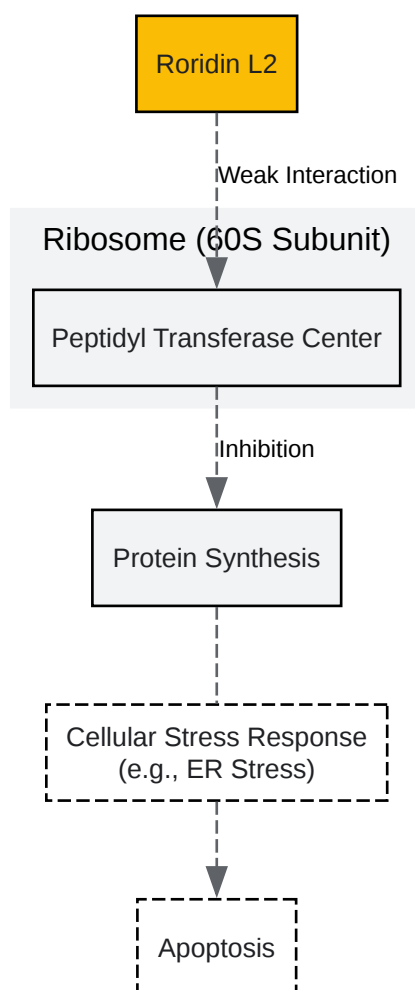 Roridin L2
Weak Interaction
Ribosome (60S Subunit)
Peptidyl Transferase Center
Inhibition
Protein Synthesis
Cellular Stress Response
(e.g., ER Stress)
Apoptosis